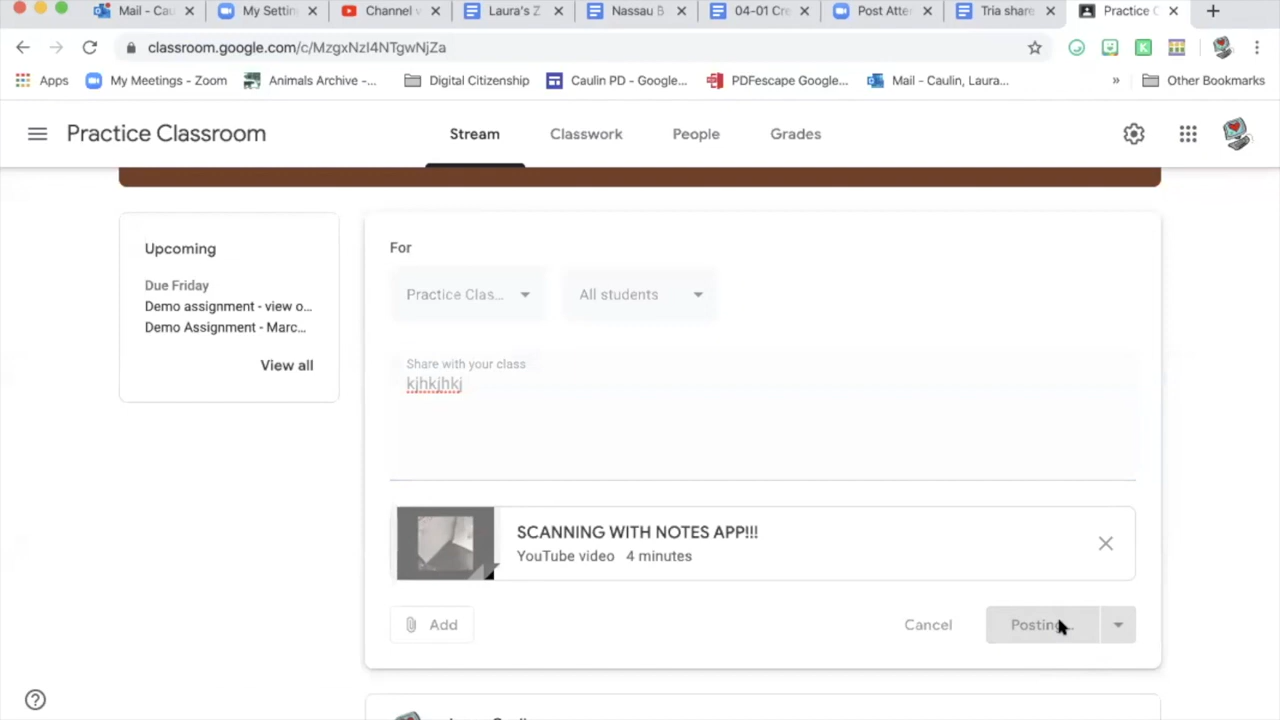 Mail - Cau
My Settin
Channel v
Laura's Z
Nassau B
04-01 Cre
Post Atter
Tria share
Practice C
classroom.google.com/c/MzgxNzI4NTgwNjZa
Apps
My Meetings - Zoom
Animals Archive -...
Digital Citizenship
Caulin PD - Google...
PDFescape Google...
Mail - Caulin, Laura...
»
Other Bookmarks
Practice Classroom
Stream
Classwork
People
Grades
Upcoming
Due Friday
Demo assignment - view o...
Demo Assignment - Marc...
View all
For
Practice Clas...
All students
Share with your class
kjhkjhkj
SCANNING WITH NOTES APP!!!
YouTube video 4 minutes
Add
Cancel
Posting...